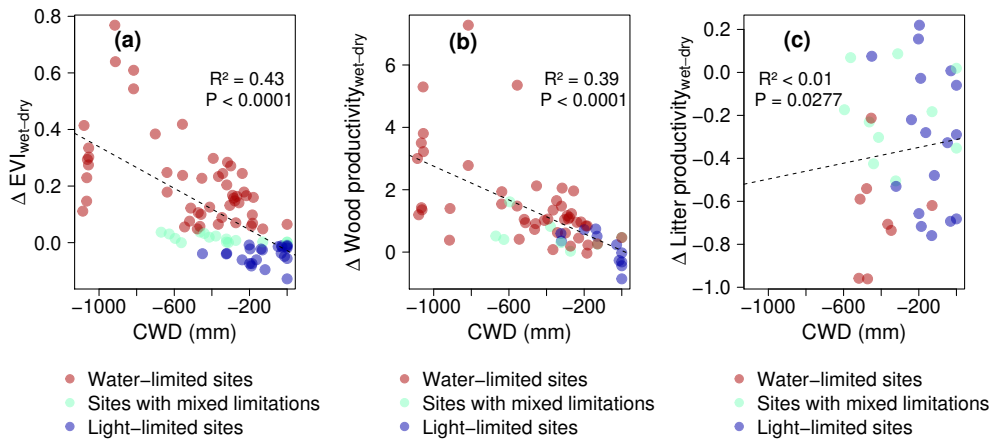 (a)
R² = 0.43
P < 0.0001
0.8
0.6
0.4
0.2
0.0
Δ EVIwet−dry
−1000 −600 −200
CWD (mm)
Water−limited sites
Sites with mixed limitations
Light−limited sites
(b)
R² = 0.39
P < 0.0001
6
4
2
0
Δ Wood productivitywet−dry
−1000 −600 −200
CWD (mm)
Water−limited sites
Sites with mixed limitations
Light−limited sites
(c)
R² < 0.01
P = 0.0277
0.2
0.0
−0.2
−0.4
−0.6
−0.8
−1.0
Δ Litter productivitywet−dry
−1000 −600 −200
CWD (mm)
Water−limited sites
Sites with mixed limitations
Light−limited sites